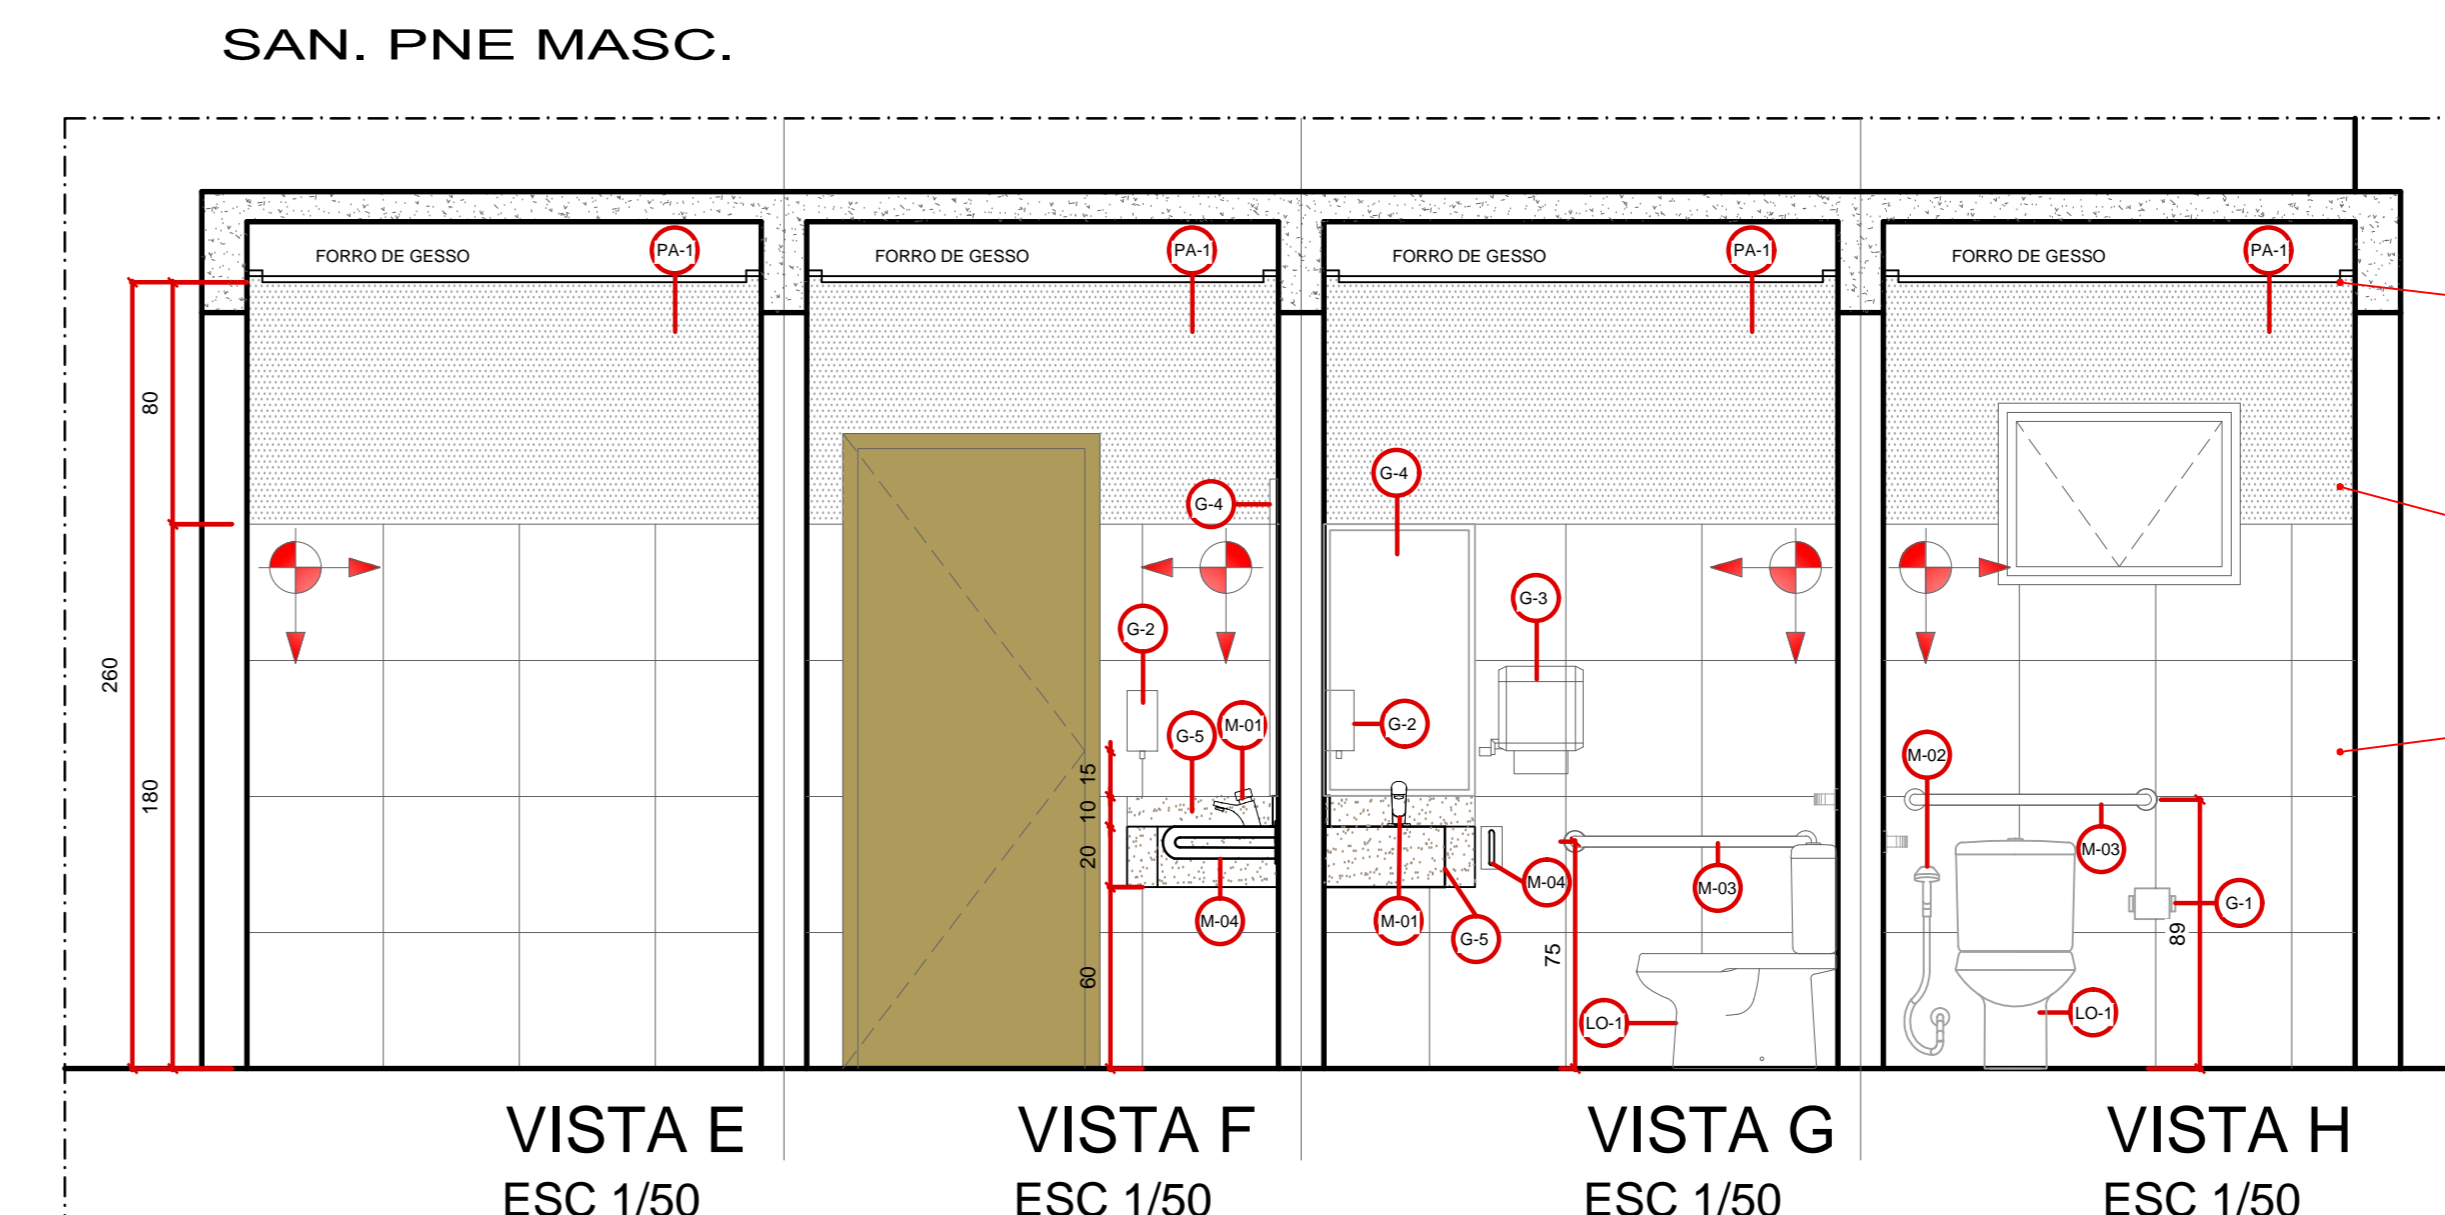 SAN. PNE MASC.
FORRO DE GESSO
PA-1
FORRO DE GESSO
PA-1
FORRO DE GESSO
PA-1
FORRO DE GESSO
PA-1
80
260
180
G-4
G-2
G-5
M-01
15
10
20
60
M-04
G-4
G-3
G-2
M-01
G-5
M-04
M-03
75
LO-1
M-02
M-03
G-1
89
LO-1
VISTA E
ESC 1/50
VISTA F
ESC 1/50
VISTA G
ESC 1/50
VISTA H
ESC 1/50